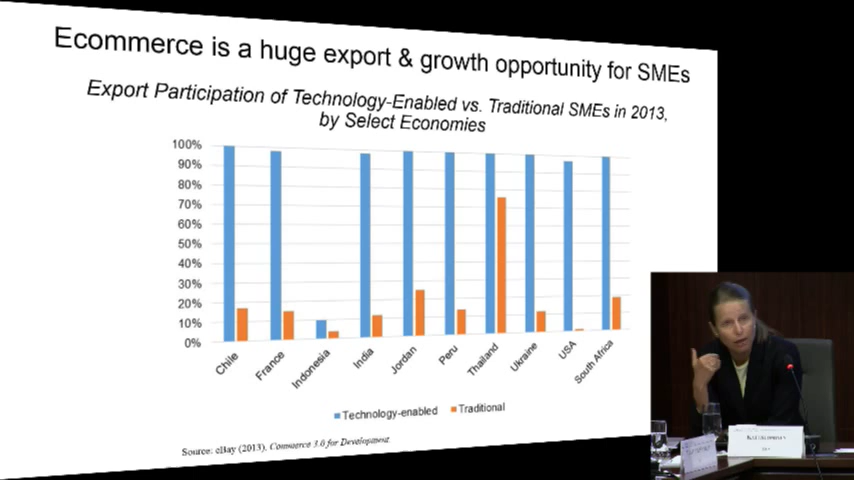 Ecommerce is a huge export & growth opportunity for SMEs
Export Participation of Technology-Enabled vs. Traditional SMEs in 2013,
by Select Economies
100%
90%
80%
70%
60%
50%
40%
30%
20%
10%
0%
Chile
France
Indonesia
India
Jordan
Peru
Thailand
Ukraine
USA
South Africa
Technology-enabled
Traditional
Source: eBay (2013), Commerce 3.0 for Development